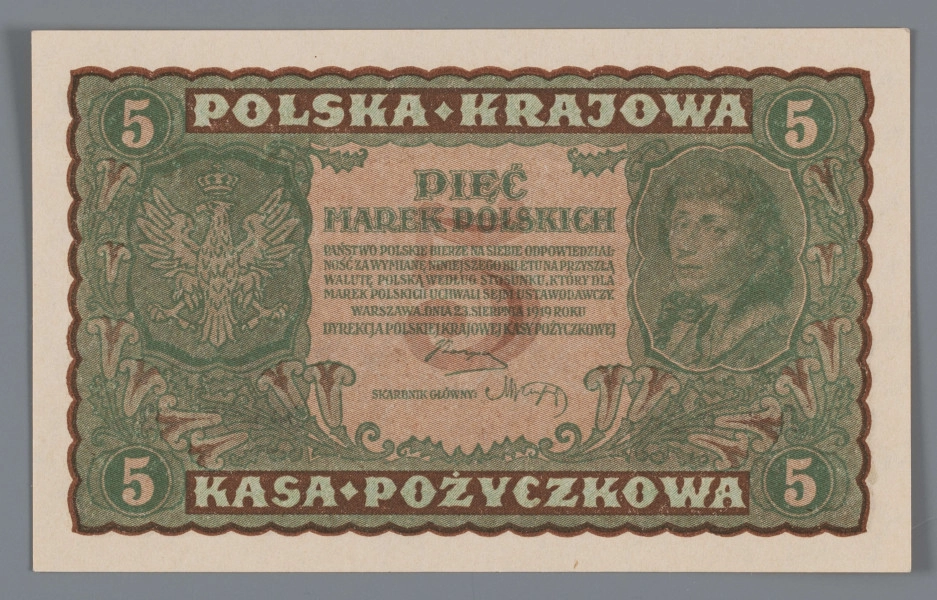 5 POLSKA ◆ KRAJOWA 5
PIĘĆ
MAREK POLSKICH
PAŃSTWO POLSKIE BIERZE NA SIEBIE ODPOWIEDZIAL-
NOŚĆ ZA WYMIANĘ NINIEJSZEGO BILETU NA PRZYSZŁĄ
WALUTĘ POLSKĄ WEDŁUG STOSUNKU, KTÓRY DLA
MAREK POLSKICH UCHWALI SEJM USTAWODAWCZY.
WARSZAWA, DNIA 23. SIERPNIA 1919 ROKU
DYREKCJA POLSKIEJ KRAJOWEJ KASY POŻYCZKOWEJ
SKARBNIK GŁÓWNY:
5 KASA ◆ POŻYCZKOWA 5